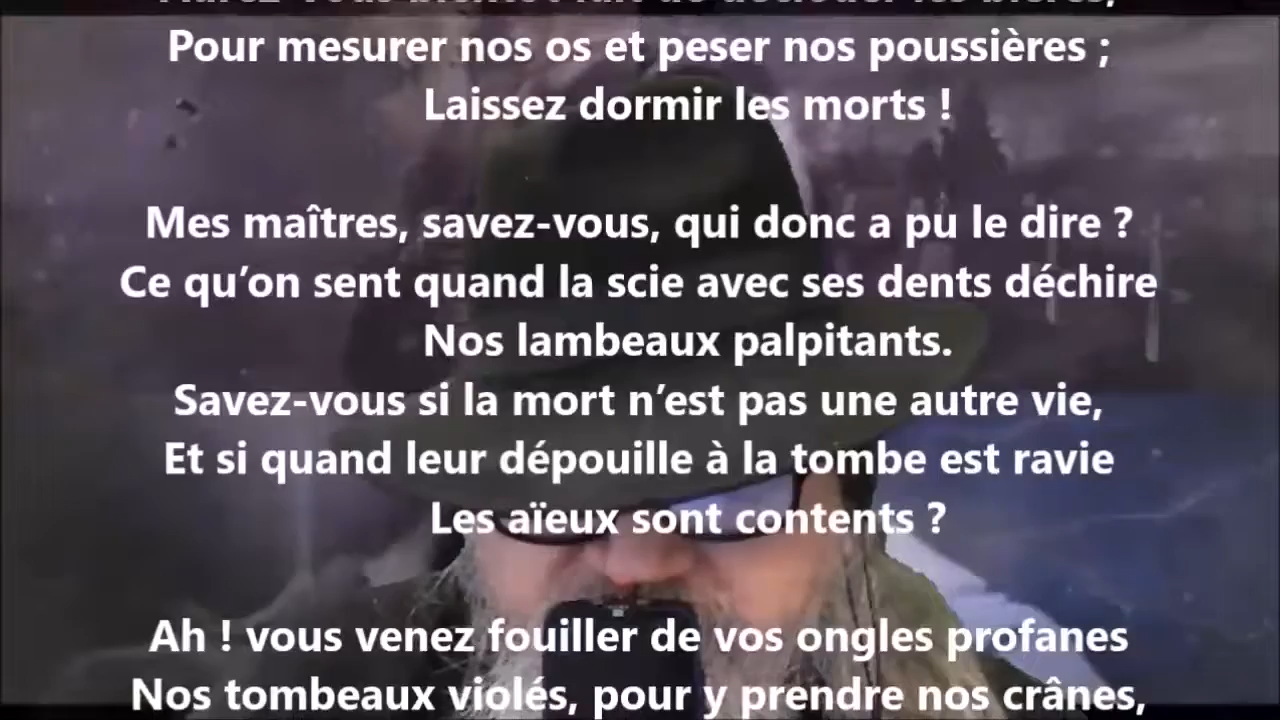 Pour mesurer nos os et peser nos poussières ;
Laissez dormir les morts !
Mes maîtres, savez-vous, qui donc a pu le dire ?
Ce qu’on sent quand la scie avec ses dents déchire
Nos lambeaux palpitants.
Savez-vous si la mort n’est pas une autre vie,
Et si quand leur dépouille à la tombe est ravie
Les aïeux sont contents ?
Ah ! vous venez fouiller de vos ongles profanes
Nos tombeaux violés, pour y prendre nos crânes,